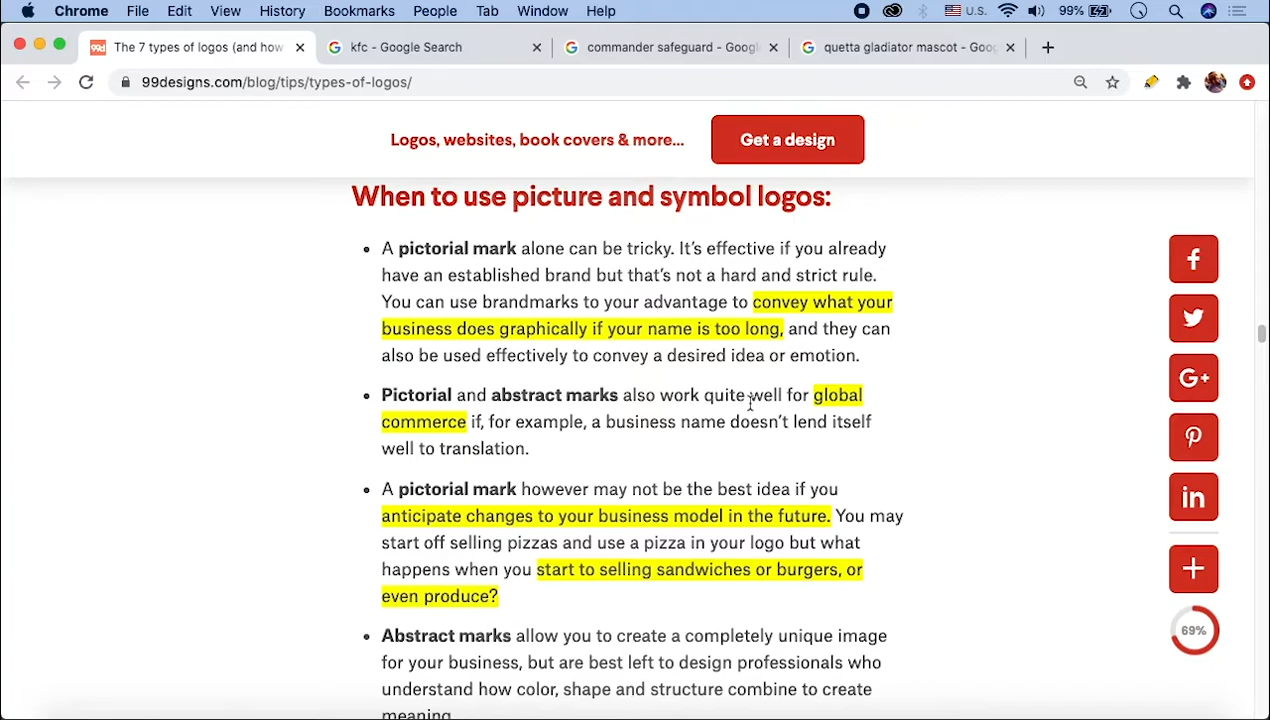 Chrome File Edit View History Bookmarks People Tab Window Help U.S. 99%
The 7 types of logos (and how kfc - Google Search commander safeguard - Google quetta gladiator mascot - Goog
99designs.com/blog/tips/types-of-logos/
Logos, websites, book covers & more... Get a design
When to use picture and symbol logos:
• A pictorial mark alone can be tricky. It's effective if you already
have an established brand but that's not a hard and strict rule.
You can use brandmarks to your advantage to convey what your
business does graphically if your name is too long, and they can
also be used effectively to convey a desired idea or emotion.
• Pictorial and abstract marks also work quite well for global
commerce if, for example, a business name doesn't lend itself
well to translation.
• A pictorial mark however may not be the best idea if you
anticipate changes to your business model in the future. You may
start off selling pizzas and use a pizza in your logo but what
happens when you start to selling sandwiches or burgers, or
even produce?
• Abstract marks allow you to create a completely unique image
for your business, but are best left to design professionals who
understand how color, shape and structure combine to create
meaning
G+
in
69%